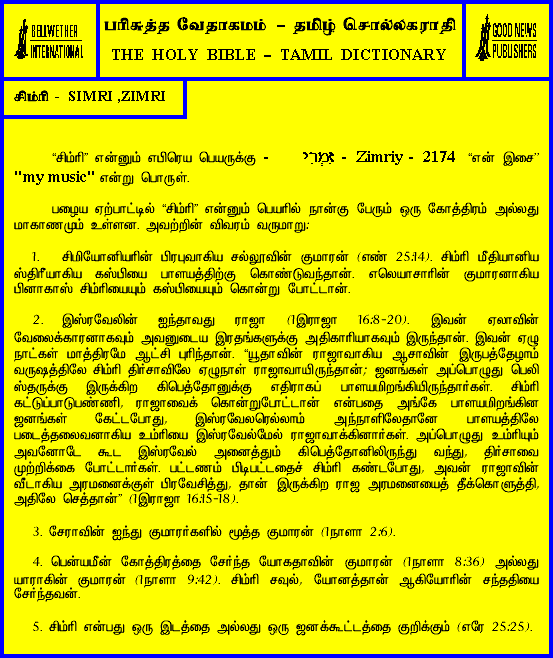 BELLWETHER
INTERNATIONAL
பரிசுத்த வேதாகமம் – தமிழ் சொல்லகராதி
THE HOLY BIBLE – TAMIL DICTIONARY
GOOD NEWS
PUBLISHERS
சிம்ரி - SIMRI ,ZIMRI
“சிம்ரி” என்னும் எபிரெய பெயருக்கு - זִמְרִי - Zimriy - 2174 “என் இசை”
"my music" என்று பொருள்.
பழைய ஏற்பாட்டில் “சிம்ரி” என்னும் பெயரில் நான்கு பேரும் ஒரு கோத்திரம் அல்லது
மாகாணமும் உள்ளன. அவற்றின் விவரம் வருமாறு:
1. சிமியோனியரின் பிரபுவாகிய சல்லூவின் குமாரன் (எண் 25:14). சிம்ரி மீதியானிய
ஸ்திரீயாகிய கஸ்பியை பாளயத்திற்கு கொண்டுவந்தான். எலெயாசாரின் குமாரனாகிய
பினாகாஸ் சிம்ரியையும் கஸ்பியையும் கொன்று போட்டான்.
2. இஸ்ரவேலின் ஐந்தாவது ராஜா (1இராஜா 16:8-20). இவன் ஏலாவின்
வேலைக்காரனாகவும் அவனுடைய இரதங்களுக்கு அதிகாரியாகவும் இருந்தான். இவன் ஏழு
நாட்கள் மாத்திரமே ஆட்சி புரிந்தான். “யூதாவின் ராஜாவாகிய ஆசாவின் இருபத்தேழாம்
வருஷத்திலே சிம்ரி திர்சாவிலே ஏழுநாள் ராஜாவாயிருந்தான்; ஜனங்கள் அப்பொழுது பெலி
ஸ்தருக்கு இருக்கிற கிபெத்தோனுக்கு எதிராகப் பாளயமிறங்கியிருந்தார்கள். சிம்ரி
கட்டுப்பாடுபண்ணி, ராஜாவைக் கொன்றுபோட்டான் என்பதை அங்கே பாளயமிறங்கின
ஜனங்கள் கேட்டபோது, இஸ்ரவேலரெல்லாம் அந்நாளிலேதானே பாளயத்திலே
படைத்தலைவனாகிய உம்ரியை இஸ்ரவேல்மேல் ராஜாவாக்கினார்கள். அப்பொழுது உம்ரியும்
அவனோடே கூட இஸ்ரவேல் அனைத்தும் கிபெத்தோனிலிருந்து வந்து, திர்சாவை
முற்றிக்கை போட்டார்கள். பட்டணம் பிடிபட்டதைச் சிம்ரி கண்டபோது, அவன் ராஜாவின்
வீடாகிய அரமனைக்குள் பிரவேசித்து, தான் இருக்கிற ராஜ அரமனையைத் தீக்கொளுத்தி,
அதிலே செத்தான்” (1இராஜா 16:15-18).
3. சேராவின் ஐந்து குமாரர்களில் மூத்த குமாரன் (1நாளா 2:6).
4. பென்யமீன் கோத்திரத்தை சேர்ந்த யோகதாவின் குமாரன் (1நாளா 8:36) அல்லது
யாராகின் குமாரன் (1நாளா 9:42). சிம்ரி சவுல், யோனத்தான் ஆகியோரின் சந்ததியை
சேர்ந்தவன்.
5. சிம்ரி என்பது ஒரு இடத்தை அல்லது ஒரு ஜனக்கூட்டத்தை குறிக்கும் (எரே 25:25).